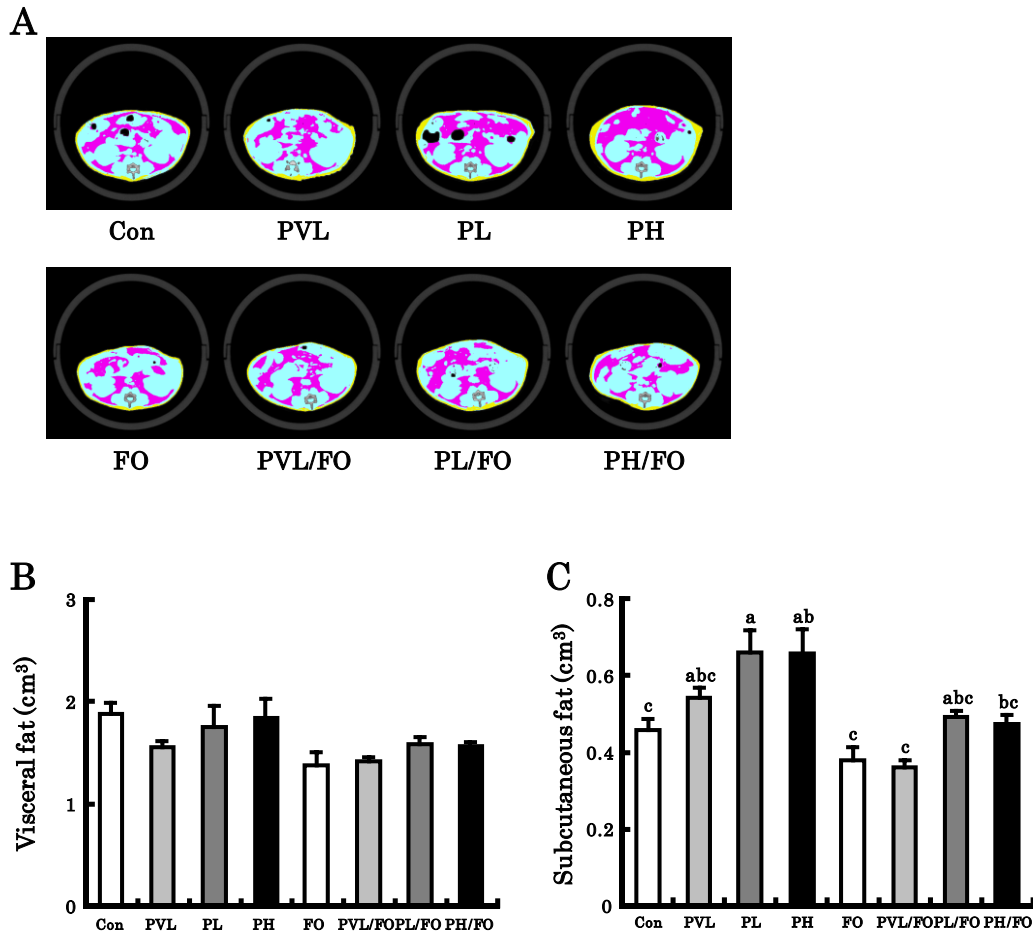 A
Con PVL PL PH
FO PVL/FO PL/FO PH/FO
B
Visceral fat (cm³)
3
2
1
0
Con PVL PL PH FO PVL/FO PL/FO PH/FO
C
Subcutaneous fat (cm³)
0.8
0.6
0.4
0.2
0
c abc a ab c c abc bc
Con PVL PL PH FO PVL/FO PL/FO PH/FO